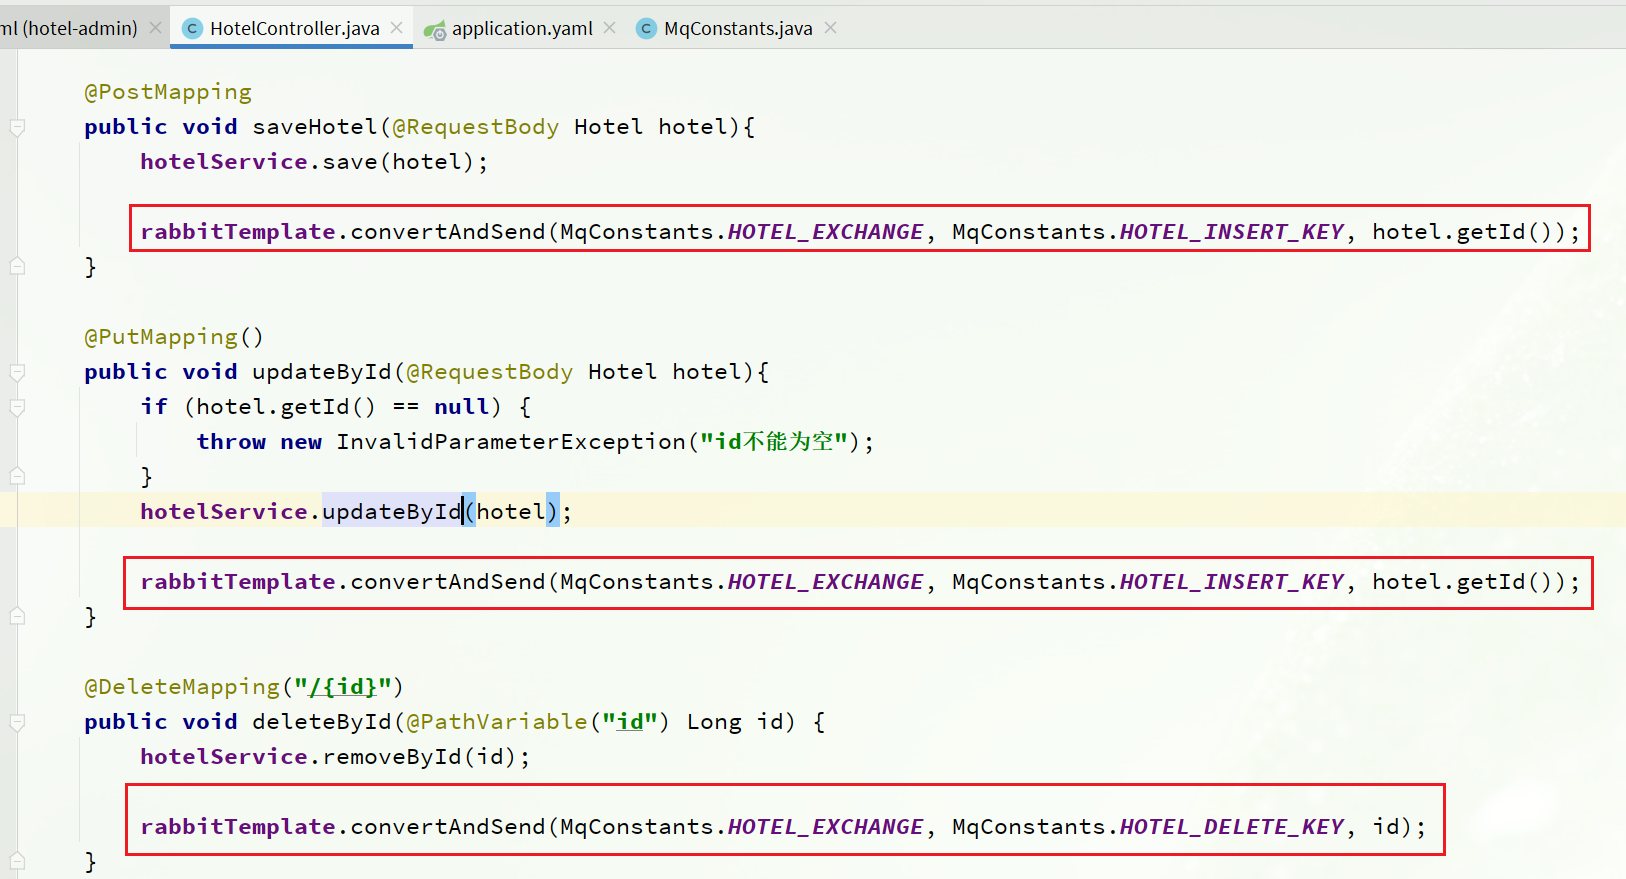 ml (hotel-admin) HotelController.java application.yaml MqConstants.java
@PostMapping
public void saveHotel(@RequestBody Hotel hotel){
hotelService.save(hotel);
rabbitTemplate.convertAndSend(MqConstants.HOTEL_EXCHANGE, MqConstants.HOTEL_INSERT_KEY, hotel.getId());
}
@PutMapping()
public void updateById(@RequestBody Hotel hotel){
if (hotel.getId() == null) {
throw new InvalidParameterException("id不能为空");
}
hotelService.updateById(hotel);
rabbitTemplate.convertAndSend(MqConstants.HOTEL_EXCHANGE, MqConstants.HOTEL_INSERT_KEY, hotel.getId());
}
@DeleteMapping("/{id}")
public void deleteById(@PathVariable("id") Long id) {
hotelService.removeById(id);
rabbitTemplate.convertAndSend(MqConstants.HOTEL_EXCHANGE, MqConstants.HOTEL_DELETE_KEY, id);
}